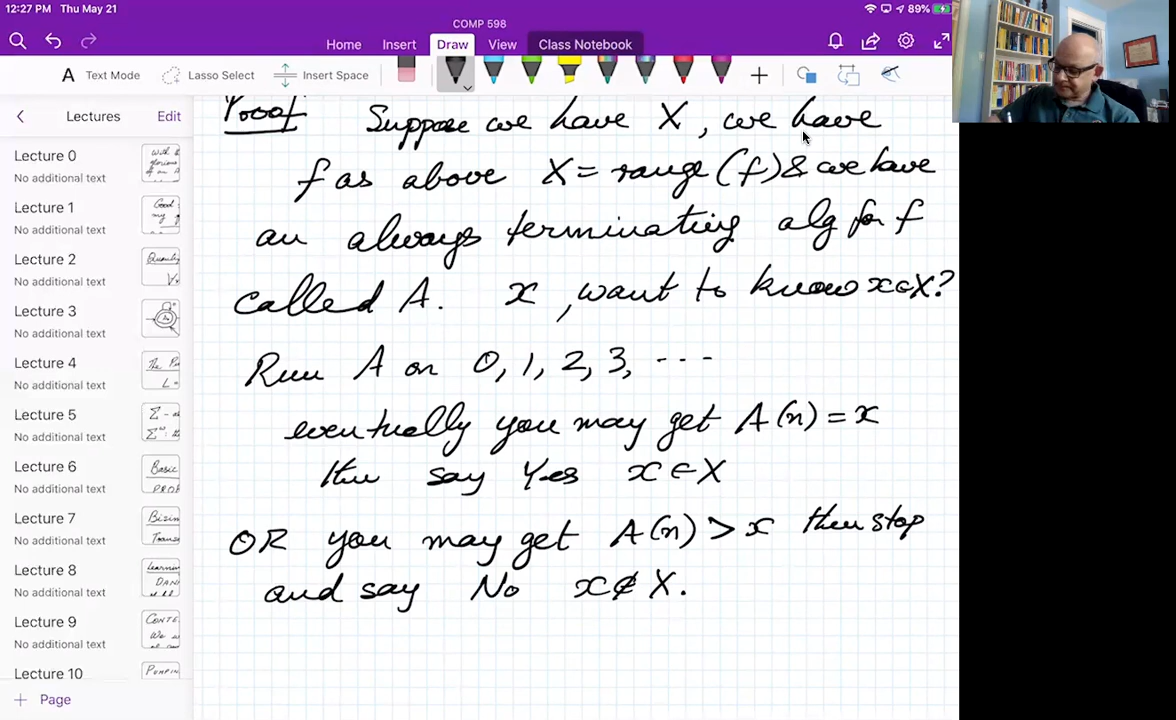 12:27 PM Thu May 21
89%
COMP 598
Home Insert Draw View Class Notebook
Text Mode Lasso Select Insert Space
Lectures Edit
Lecture 0
No additional text
Lecture 1
No additional text
Lecture 2
No additional text
Lecture 3
No additional text
Lecture 4
No additional text
Lecture 5
No additional text
Lecture 6
No additional text
Lecture 7
No additional text
Lecture 8
No additional text
Lecture 9
No additional text
Lecture 10
+ Page
Proof Suppose we have X, we have
f as above X = range (f) & we have
an always terminating alg for f
called A. x, want to know x ∈ X?
Run A on 0, 1, 2, 3, ...
eventually you may get A(n) = x
then say Yes x ∈ X
OR you may get A(n) > x then stop
and say No x ∉ X.